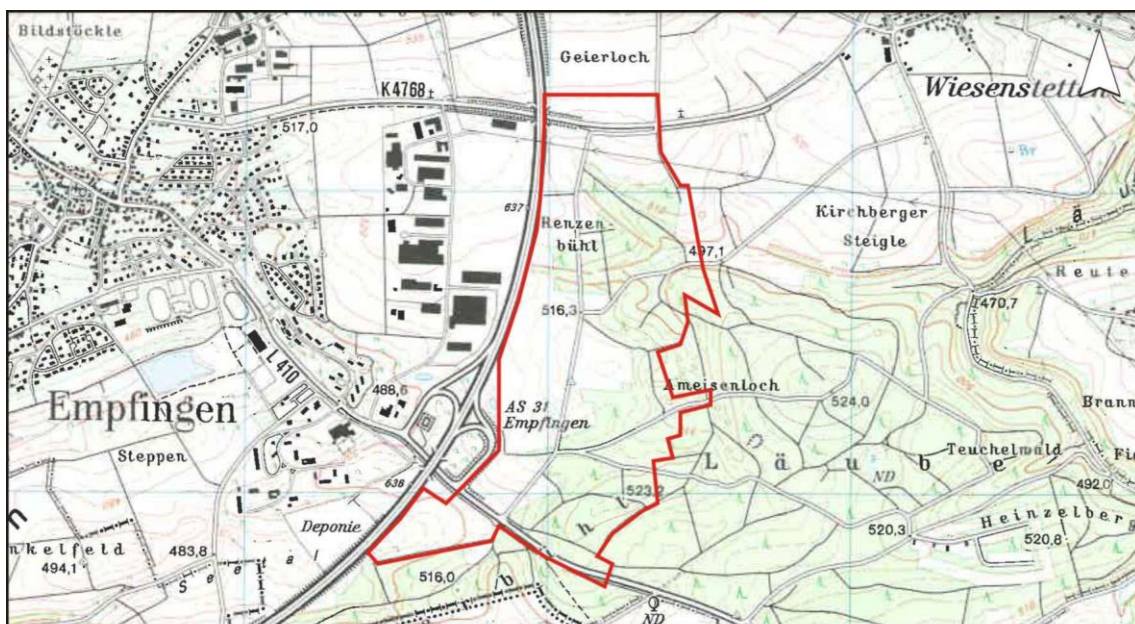 Bildstöckle
Geierloch
K4768
Wiesenstetten
517,0
637
Renzen-
bühl
Kirchberger
Steigle
497,1
Reute
470,7
516,3
L 410
488,6
Ameisenloch
524,0
Empfingen
AS 31
Empfingen
Brann
Steppen
L ä u b e
Teuchelwald
ND
638
523,2
492,0
Deponie
h l
Heinzelberg
nkelfeld
483,8
520,3
520,8
494,1
S e e a l
516,0
b
ND